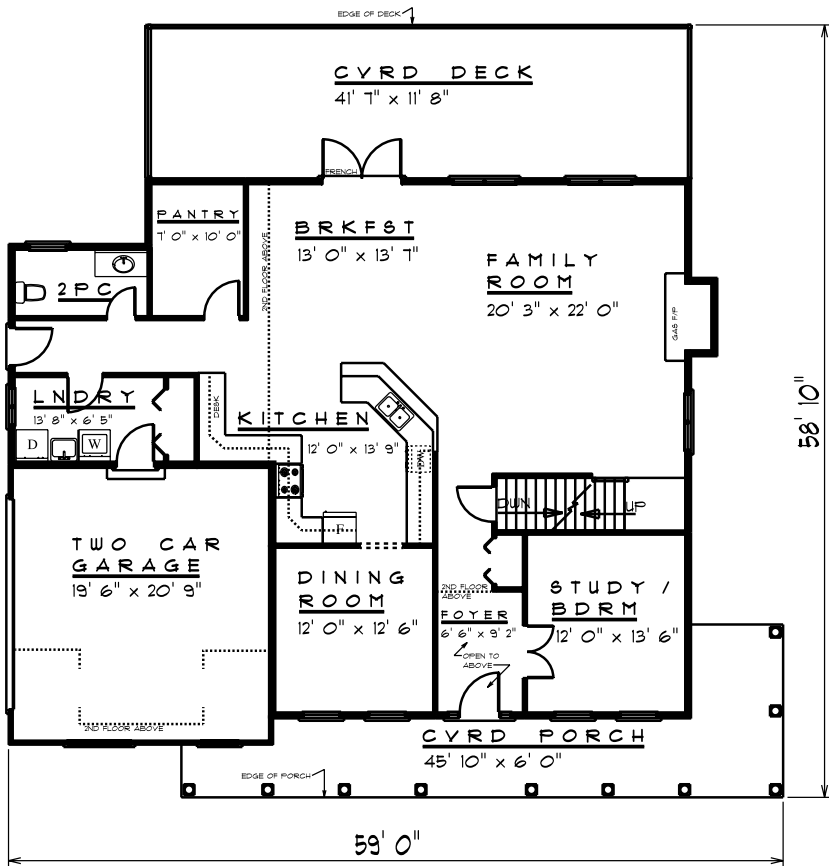 EDGE OF DECK
CVRD DECK
41' 7" x 11' 8"
FRENCH
PANTRY
7' 0" x 10' 0"
2ND FLOOR ABOVE
BRKFST
13' 0" x 13' 7"
FAMILY
ROOM
20' 3" x 22' 0"
GAS F/P
2PC
LNDRY
13' 8" x 6' 5"
D
W
DESK
KITCHEN
12' 0" x 13' 9"
DW
F
58' 10"
DWN
UP
TWO CAR
GARAGE
19' 6" x 20' 9"
2ND FLOOR ABOVE
DINING
ROOM
12' 0" x 12' 6"
2ND FLOOR
ABOVE
FOYER
6' 6" x 9' 2"
OPEN TO
ABOVE
STUDY /
BDRM
12' 0" x 13' 6"
CVRD PORCH
45' 10" x 6' 0"
EDGE OF PORCH
59' 0"